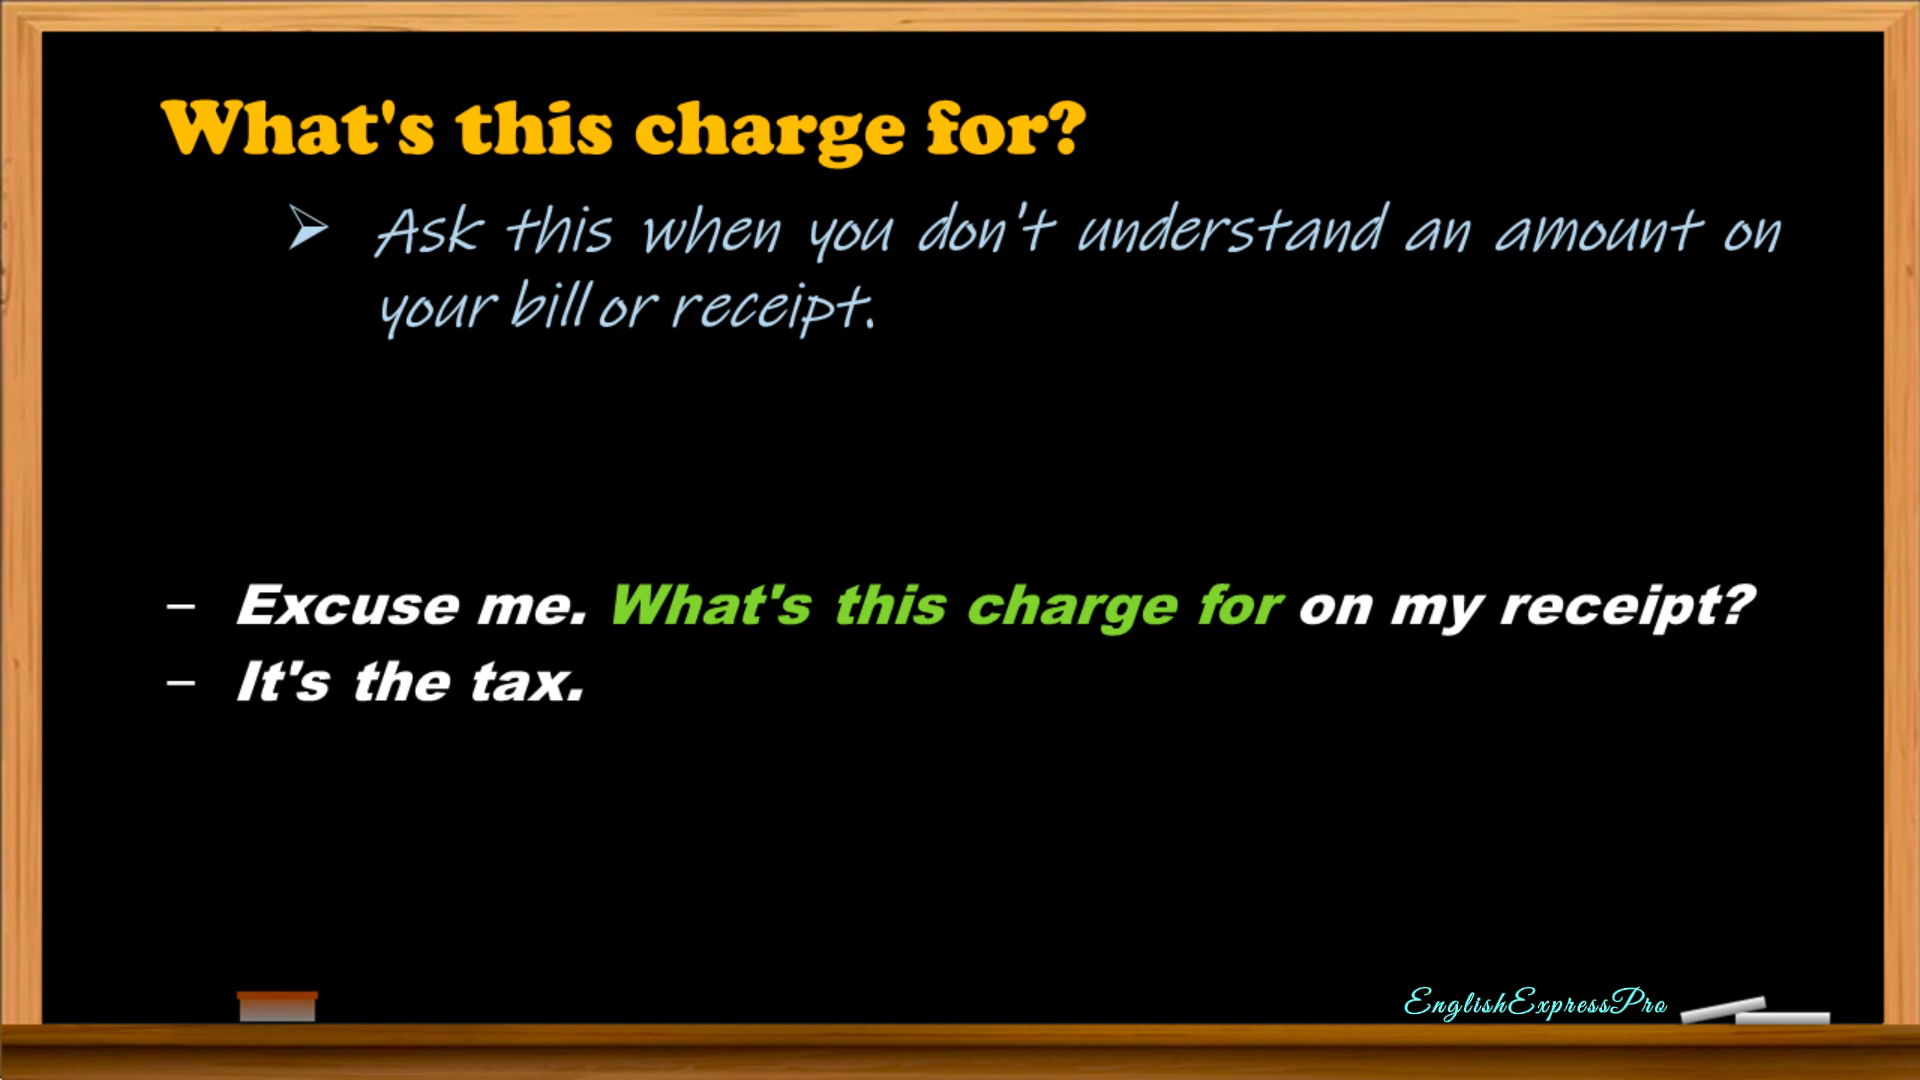 What's this charge for?
➢ Ask this when you don't understand an amount on
your bill or receipt.
– Excuse me. What's this charge for on my receipt?
– It's the tax.
EnglishExpressPro